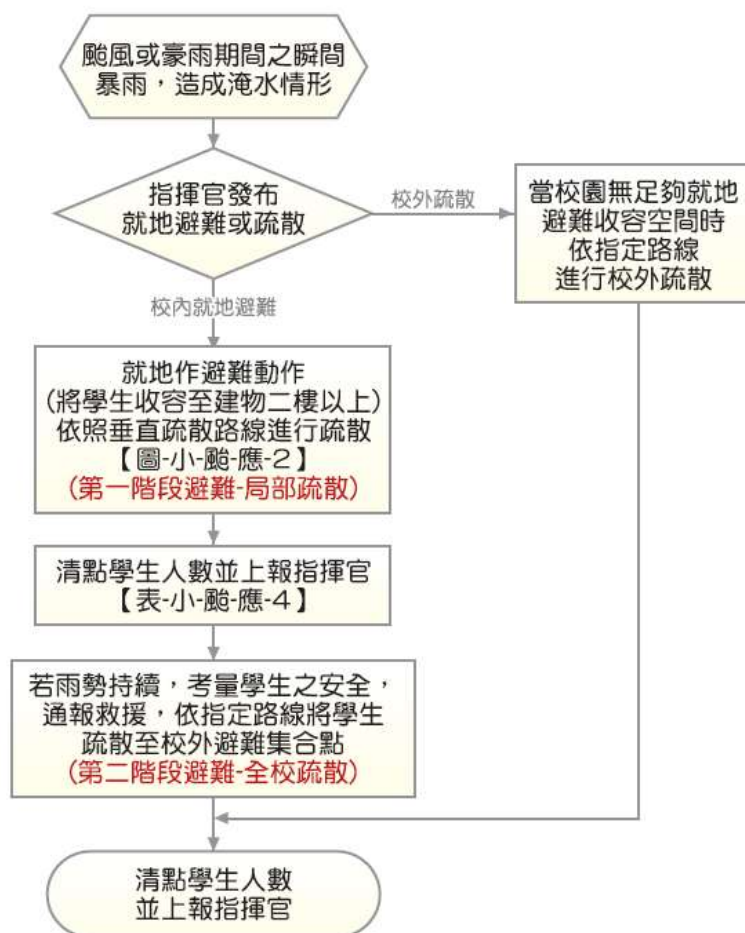 颱風或豪雨期間之瞬間
暴雨，造成淹水情形
指揮官發布
就地避難或疏散
校外疏散
當校園無足夠就地
避難收容空間時
依指定路線
進行校外疏散
校內就地避難
就地作避難動作
(將學生收容至建物二樓以上)
依照垂直疏散路線進行疏散
【圖-小-颱-應-2】
(第一階段避難-局部疏散)
清點學生人數並上報指揮官
【表-小-颱-應-4】
若雨勢持續，考量學生之安全，
通報救援，依指定路線將學生
疏散至校外避難集合點
(第二階段避難-全校疏散)
清點學生人數
並上報指揮官